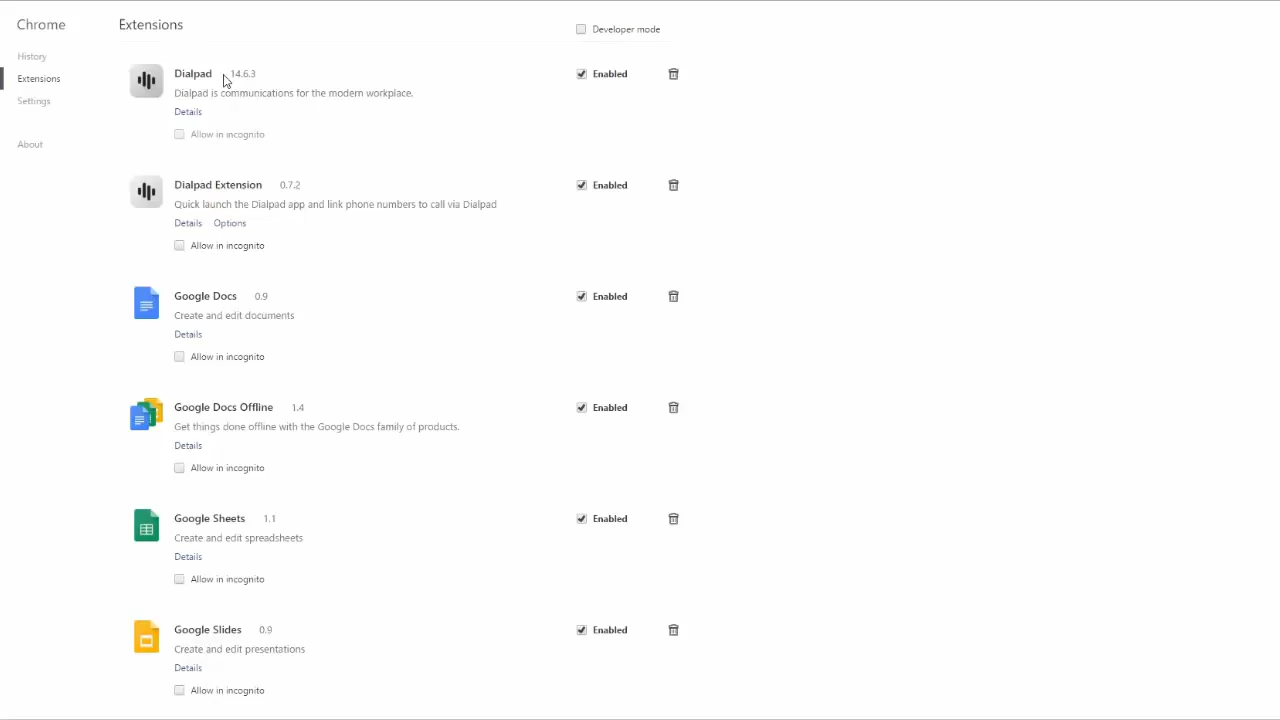 Chrome
History
Extensions
Settings
About
Extensions
Developer mode
Dialpad 14.6.3
Enabled
Dialpad is communications for the modern workplace.
Details
Allow in incognito
Dialpad Extension 0.7.2
Enabled
Quick launch the Dialpad app and link phone numbers to call via Dialpad
Details Options
Allow in incognito
Google Docs 0.9
Enabled
Create and edit documents
Details
Allow in incognito
Google Docs Offline 1.4
Enabled
Get things done offline with the Google Docs family of products.
Details
Allow in incognito
Google Sheets 1.1
Enabled
Create and edit spreadsheets
Details
Allow in incognito
Google Slides 0.9
Enabled
Create and edit presentations
Details
Allow in incognito